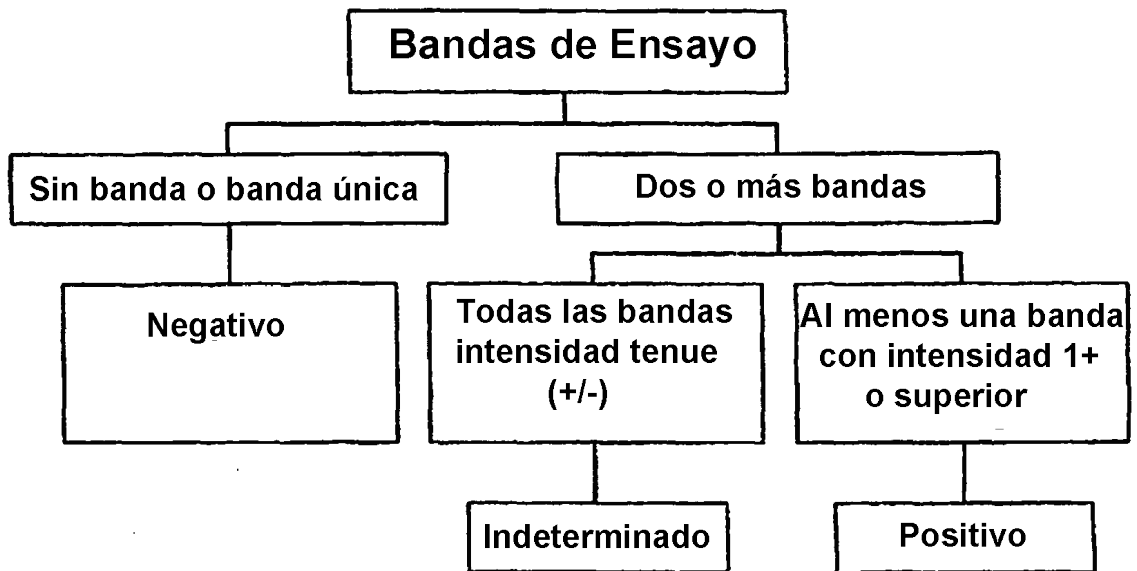 Bandas de Ensayo
Sin banda o banda única
Dos o más bandas
Negativo
Todas las bandas
intensidad tenue
(+/-)
Al menos una banda
con intensidad 1+
o superior
Indeterminado
Positivo